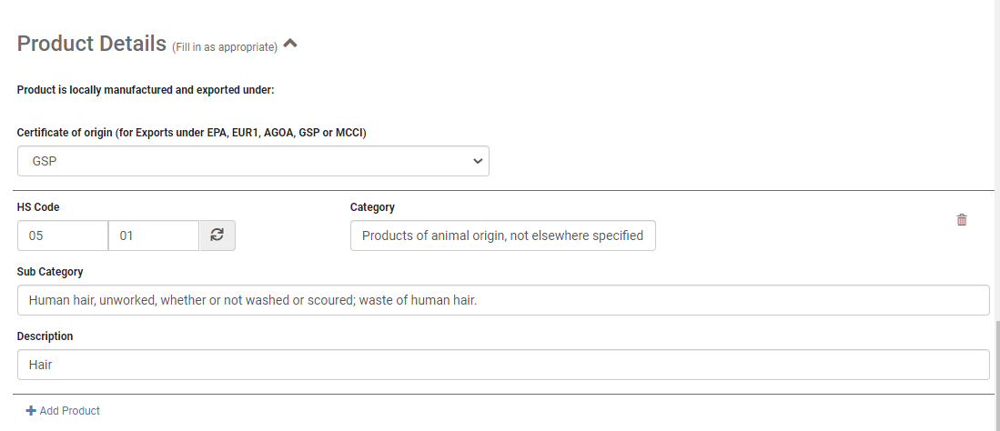 Product Details (Fill in as appropriate)
Product is locally manufactured and exported under:
Certificate of origin (for Exports under EPA, EUR1, AGOA, GSP or MCCI)
GSP
HS Code Category
05 01 Products of animal origin, not elsewhere specified
Sub Category
Human hair, unworked, whether or not washed or scoured; waste of human hair.
Description
Hair
Add Product